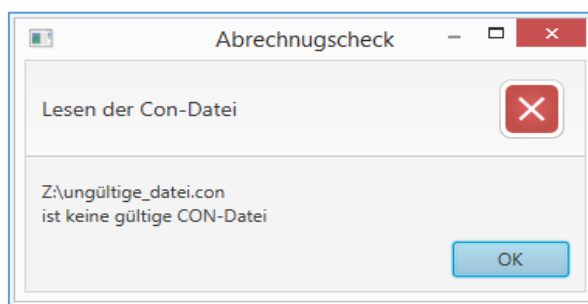 Abrechnugscheck
Lesen der Con-Datei
Z:\ungültige_datei.con
ist keine gültige CON-Datei
OK